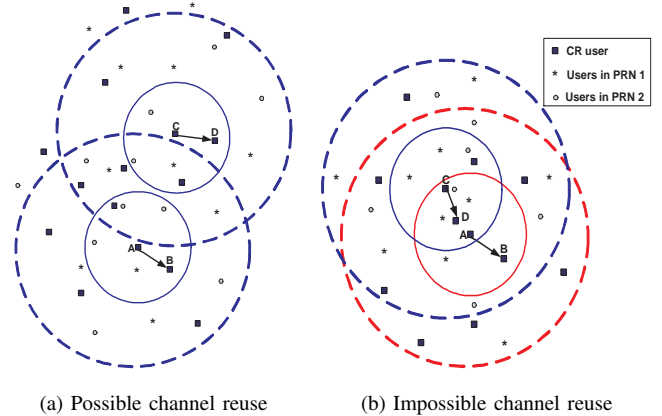 C
D
A
B
C
D
A
B
CR user
* Users in PRN 1
Users in PRN 2
(a) Possible channel reuse
(b) Impossible channel reuse